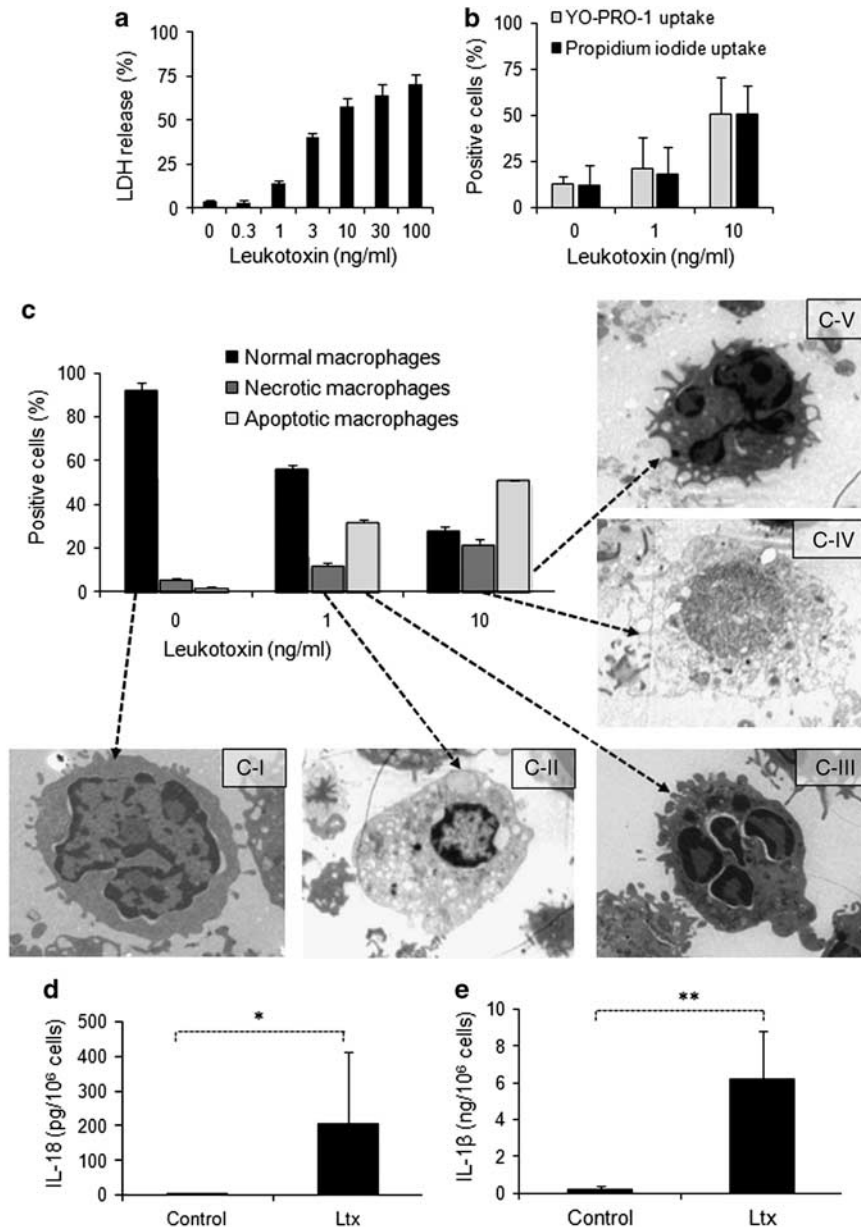 a
LDH release (%)
100
75
50
25
0
0 0.3 1 3 10 30 100
Leukotoxin (ng/ml)
b
YO-PRO-1 uptake
Propidium iodide uptake
Positive cells (%)
100
75
50
25
0
0 1 10
Leukotoxin (ng/ml)
c
Normal macrophages
Necrotic macrophages
Apoptotic macrophages
Positive cells (%)
100
80
60
40
20
0
0 1 10
Leukotoxin (ng/ml)
C-V
C-IV
C-I
C-II
C-III
d
IL-18 (pg/10⁶ cells)
500
400
300
200
100
0
*
Control Ltx
e
IL-1β (ng/10⁶ cells)
10
8
6
4
2
0
**
Control Ltx